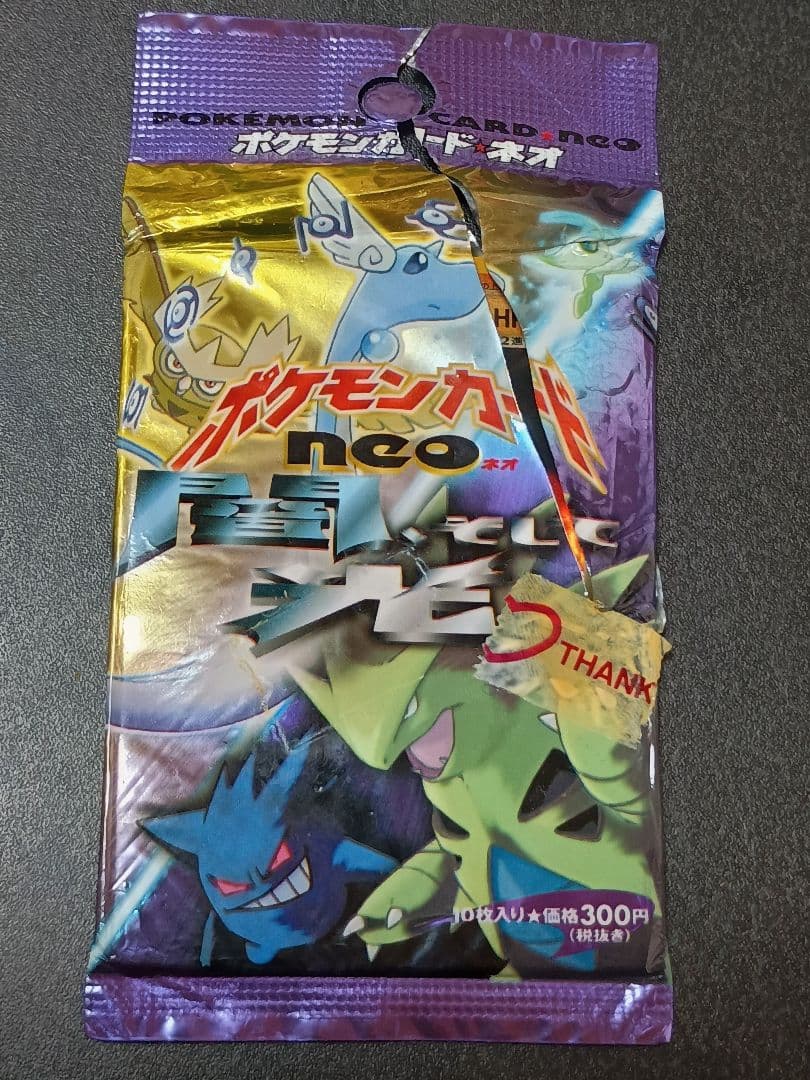 POKÉMON CARD★neo
ポケモンカード★ネオ
ポケモンカード
neo ネオ
闇、そして
光
THANK
10枚入り★価格300円
(税抜き)